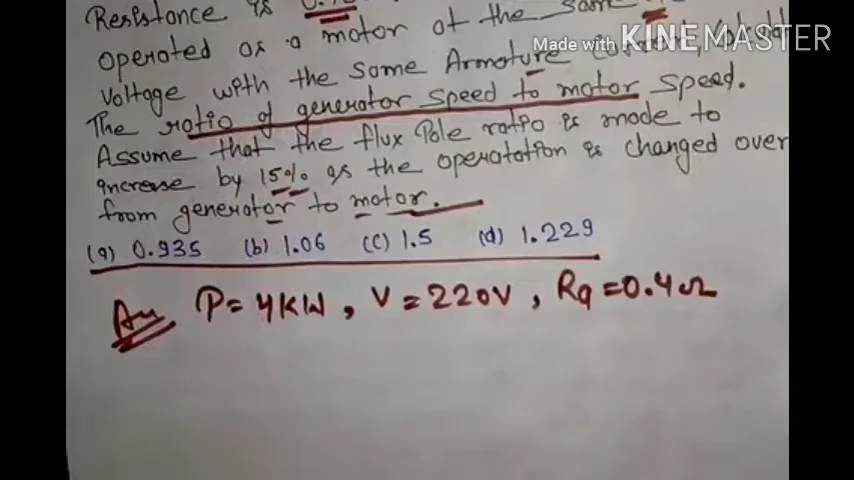 Resistance is
operated as a motor at the same
Made with KINEMASTER
voltage with the same Armature
The ratio of generator speed to motor speed.
Assume that the flux Pole ratio is made to
increase by 15% as the operatation is changed over
from generator to motor.
(a) 0.935 (b) 1.06 (c) 1.5 (d) 1.229
Ans P = 4KW, V = 220V, Ra = 0.4Ω